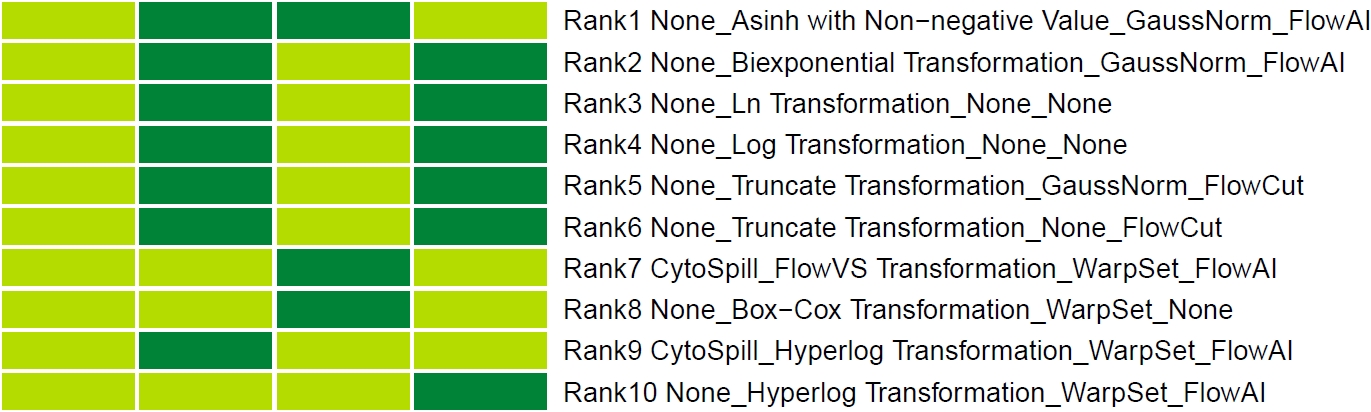 Rank1 None_Asinh with Non−negative Value_GaussNorm_FlowAI
Rank2 None_Biexponential Transformation_GaussNorm_FlowAI
Rank3 None_Ln Transformation_None_None
Rank4 None_Log Transformation_None_None
Rank5 None_Truncate Transformation_GaussNorm_FlowCut
Rank6 None_Truncate Transformation_None_FlowCut
Rank7 CytoSpill_FlowVS Transformation_WarpSet_FlowAI
Rank8 None_Box−Cox Transformation_WarpSet_None
Rank9 CytoSpill_Hyperlog Transformation_WarpSet_FlowAI
Rank10 None_Hyperlog Transformation_WarpSet_FlowAI